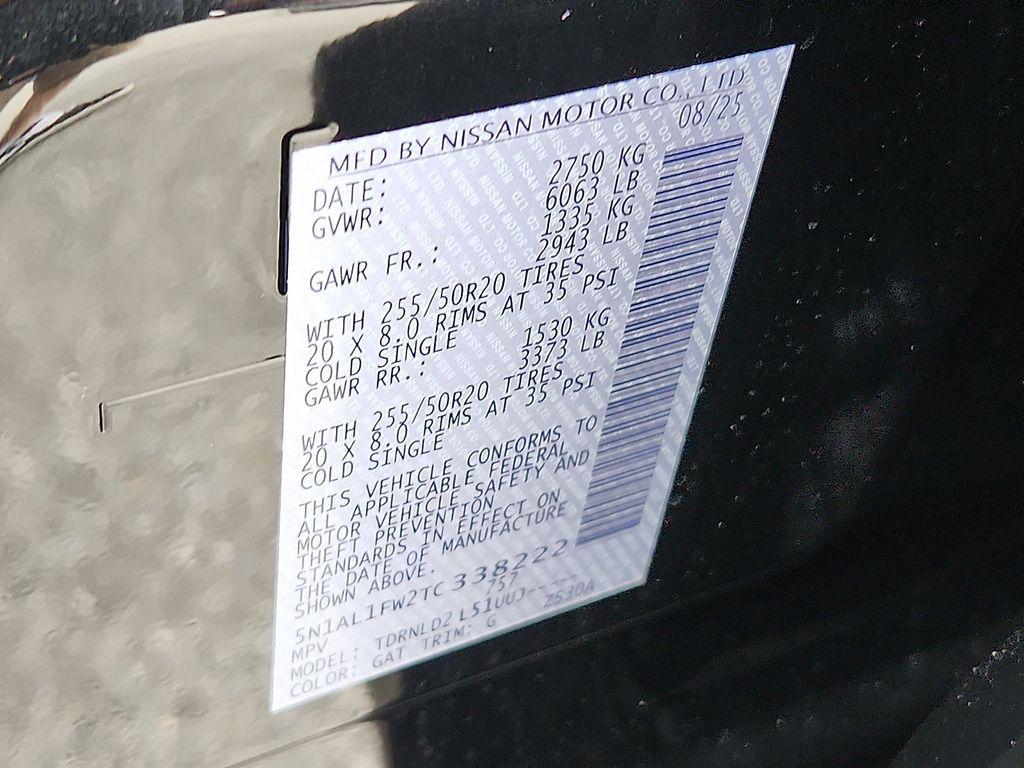 MFD BY NISSAN MOTOR CO., LTD
DATE: 08/25
GVWR: 2750 KG
6063 LB
GAWR FR.: 1335 KG
2943 LB
WITH 255/50R20 TIRES
20 X 8.0 RIMS AT 35 PSI
COLD SINGLE
GAWR RR.: 1530 KG
3373 LB
WITH 255/50R20 TIRES
20 X 8.0 RIMS AT 35 PSI
COLD SINGLE
THIS VEHICLE CONFORMS TO
ALL APPLICABLE FEDERAL
MOTOR VEHICLE SAFETY AND
THEFT PREVENTION
STANDARDS IN EFFECT ON
THE DATE OF MANUFACTURE
SHOWN ABOVE.
5N1AL1FW2TC338222
MPV 757
MODEL: TDRNLD2 L51UUJ-----
COLOR: GAT TRIM: G ZS30A